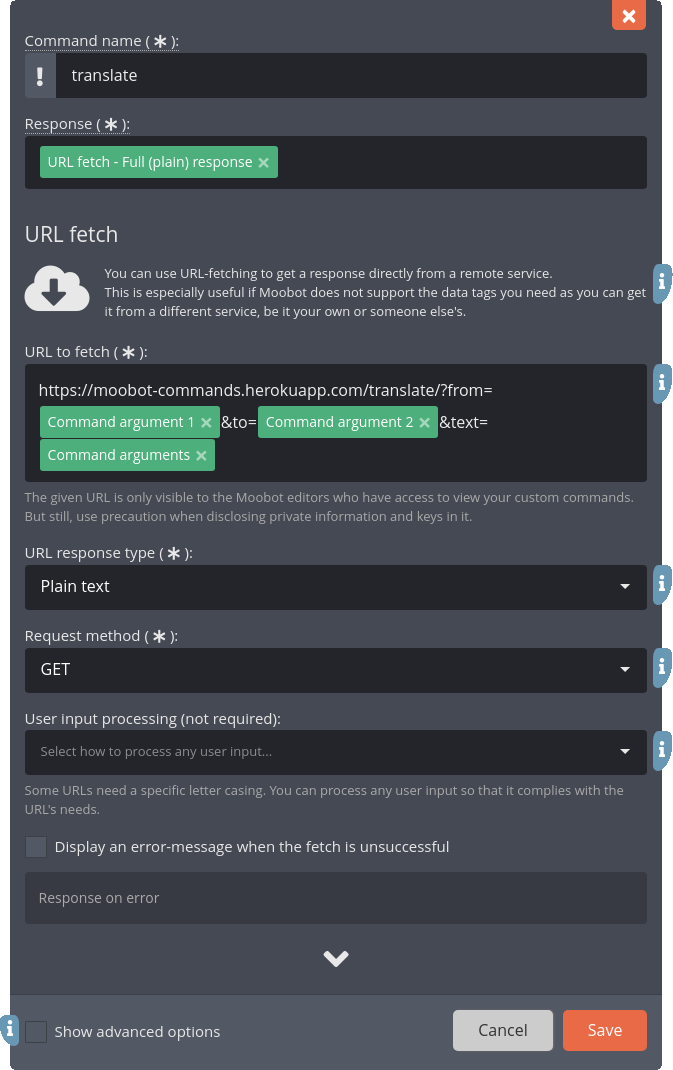 Command name ( * ):
! translate
Response ( * ):
URL fetch - Full (plain) response ×
URL fetch
You can use URL-fetching to get a response directly from a remote service.
This is especially useful if Moobot does not support the data tags you need as you can get
it from a different service, be it your own or someone else's.
URL to fetch ( * ):
https://moobot-commands.herokuapp.com/translate/?from=
Command argument 1 × &to= Command argument 2 × &text=
Command arguments ×
The given URL is only visible to the Moobot editors who have access to view your custom commands.
But still, use precaution when disclosing private information and keys in it.
URL response type ( * ):
Plain text
Request method ( * ):
GET
User input processing (not required):
Select how to process any user input...
Some URLs need a specific letter casing. You can process any user input so that it complies with the
URL's needs.
Display an error-message when the fetch is unsuccessful
Response on error
Show advanced options
Cancel
Save